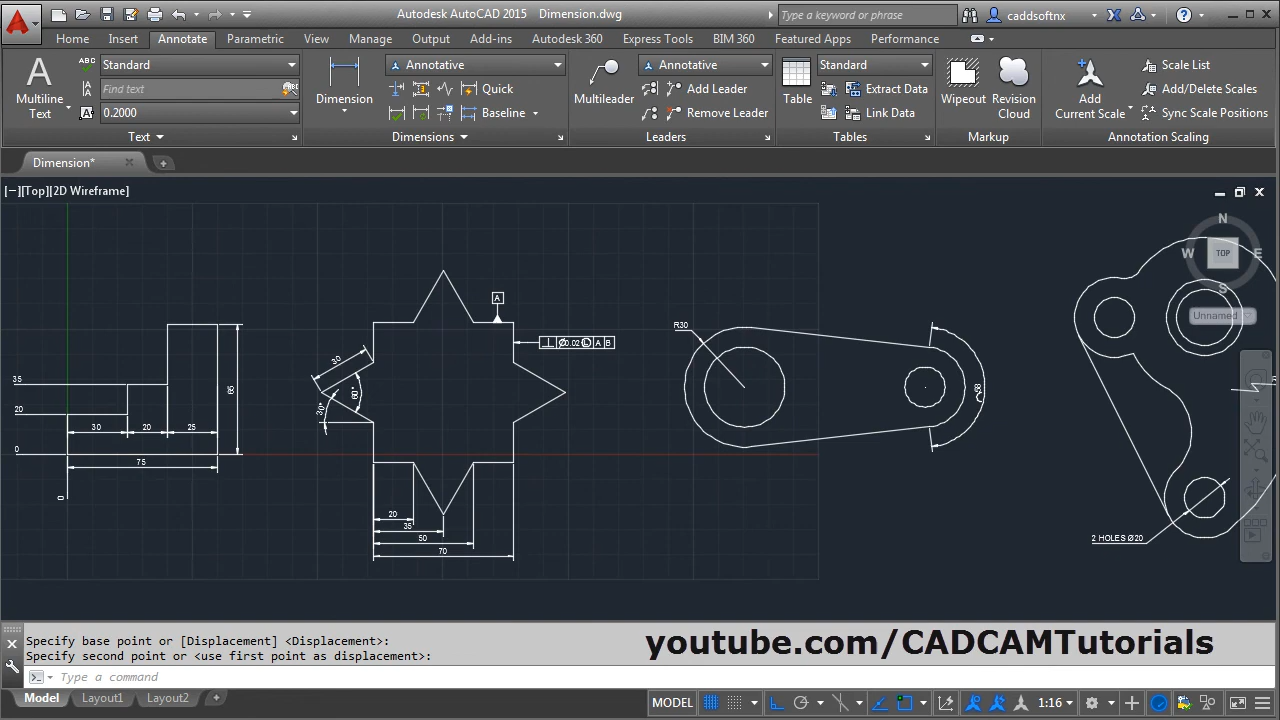 Autodesk AutoCAD 2015 Dimension.dwg
Type a keyword or phrase
caddsoftnx
Home Insert Annotate Parametric View Manage Output Add-ins Autodesk 360 Express Tools BIM 360 Featured Apps Performance
A
Multiline
Text
ABC
Standard
Find text
0.2000
Text
Dimension
Annotative
Quick
Baseline
Dimensions
Multileader
Annotative
Add Leader
Remove Leader
Leaders
Table
Standard
Extract Data
Link Data
Tables
Wipeout
Revision
Cloud
Markup
Add
Current Scale
Scale List
Add/Delete Scales
Sync Scale Positions
Annotation Scaling
Dimension*
[−][Top][2D Wireframe]
N
W TOP E
S
Unnamed
35
20
0
30 20 25
75
0
A
30
60°
30°
⊥ Ø0.02 Ⓛ A B
20
35
50
70
R30
2 HOLES Ø20
Specify base point or [Displacement] <Displacement>:
Specify second point or <use first point as displacement>:
Type a command
youtube.com/CADCAMTutorials
Model Layout1 Layout2
MODEL
1:16